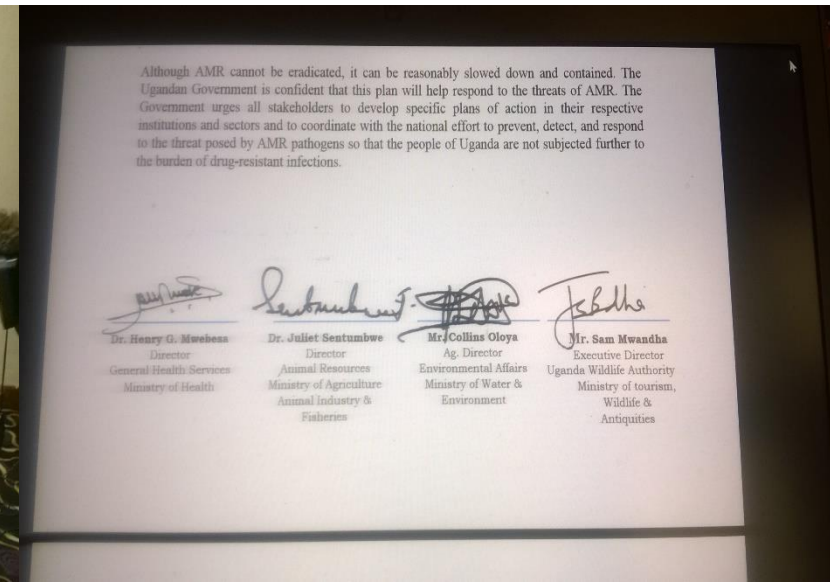 Although AMR cannot be eradicated, it can be reasonably slowed down and contained. The
Ugandan Government is confident that this plan will help respond to the threats of AMR. The
Government urges all stakeholders to develop specific plans of action in their respective
institutions and sectors and to coordinate with the national effort to prevent, detect, and respond
to the threat posed by AMR pathogens so that the people of Uganda are not subjected further to
the burden of drug-resistant infections.
Dr. Henry G. Mwebesa
Director
General Health Services
Ministry of Health
Dr. Juliet Sentumbwe
Director
Animal Resources
Ministry of Agriculture
Animal Industry &
Fisheries
Mr. Collins Oloya
Ag. Director
Environmental Affairs
Ministry of Water &
Environment
Mr. Sam Mwandha
Executive Director
Uganda Wildlife Authority
Ministry of tourism,
Wildlife &
Antiquities